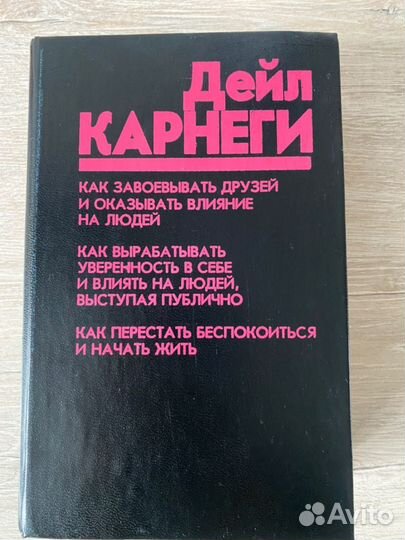 Дейл
КАРНЕГИ
КАК ЗАВОЕВЫВАТЬ ДРУЗЕЙ
И ОКАЗЫВАТЬ ВЛИЯНИЕ
НА ЛЮДЕЙ
КАК ВЫРАБАТЫВАТЬ
УВЕРЕННОСТЬ В СЕБЕ
И ВЛИЯТЬ НА ЛЮДЕЙ,
ВЫСТУПАЯ ПУБЛИЧНО
КАК ПЕРЕСТАТЬ БЕСПОКОИТЬСЯ
И НАЧАТЬ ЖИТЬ
Avito